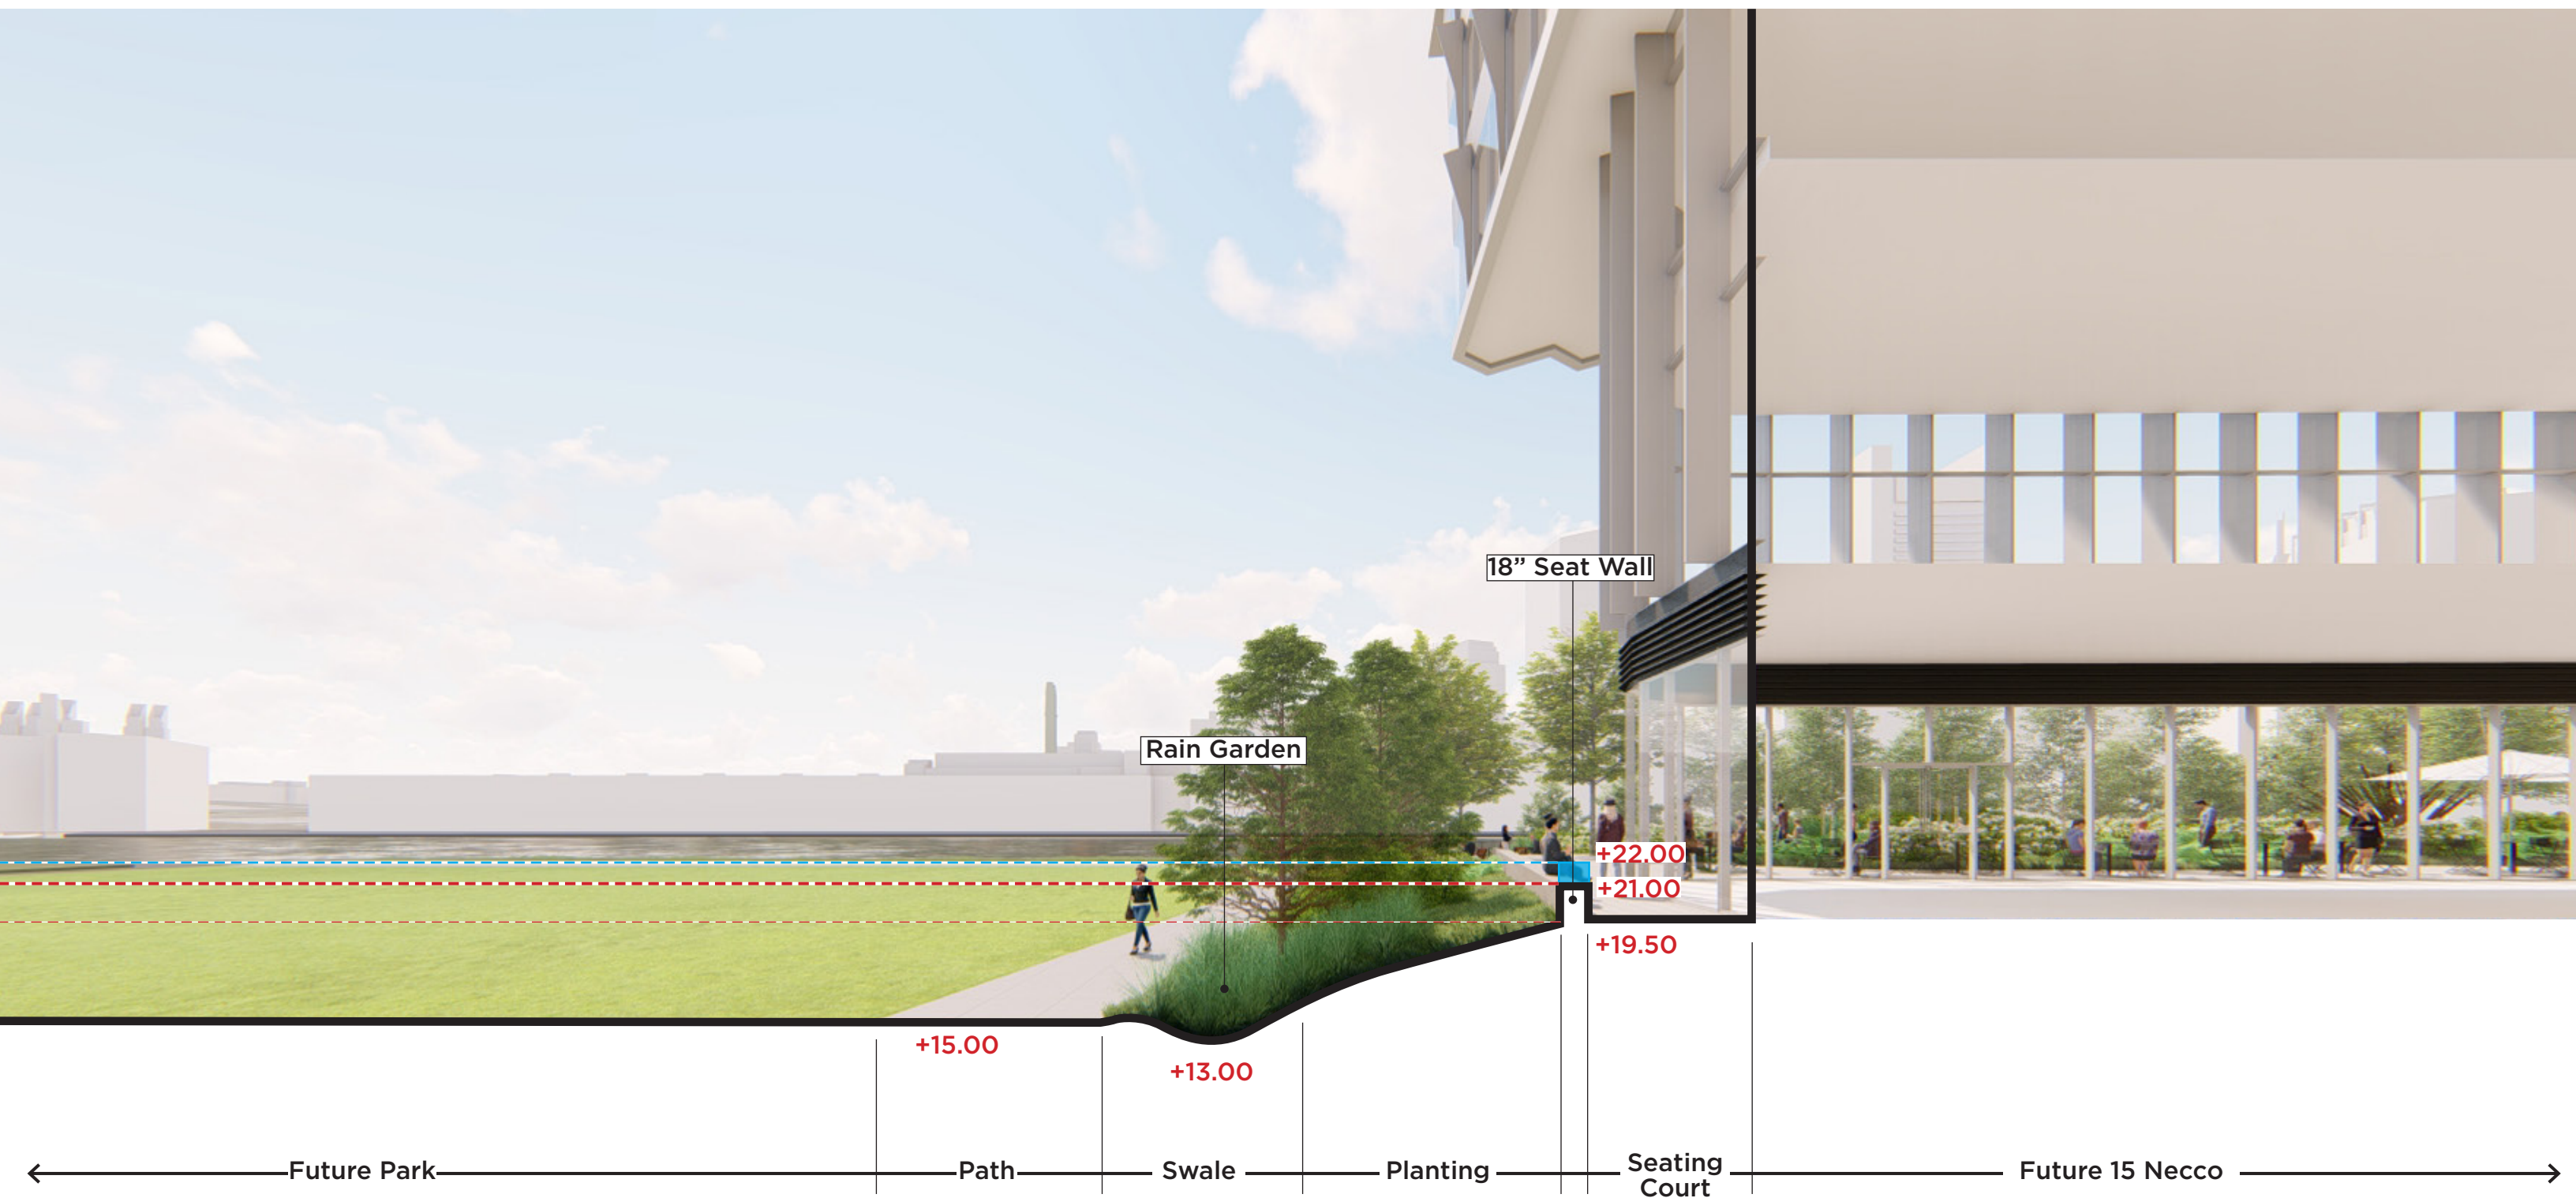 18” Seat Wall
Rain Garden
+22.00
+21.00
+19.50
+15.00
+13.00
Future Park
Path
Swale
Planting
Seating
Court
Future 15 Necco